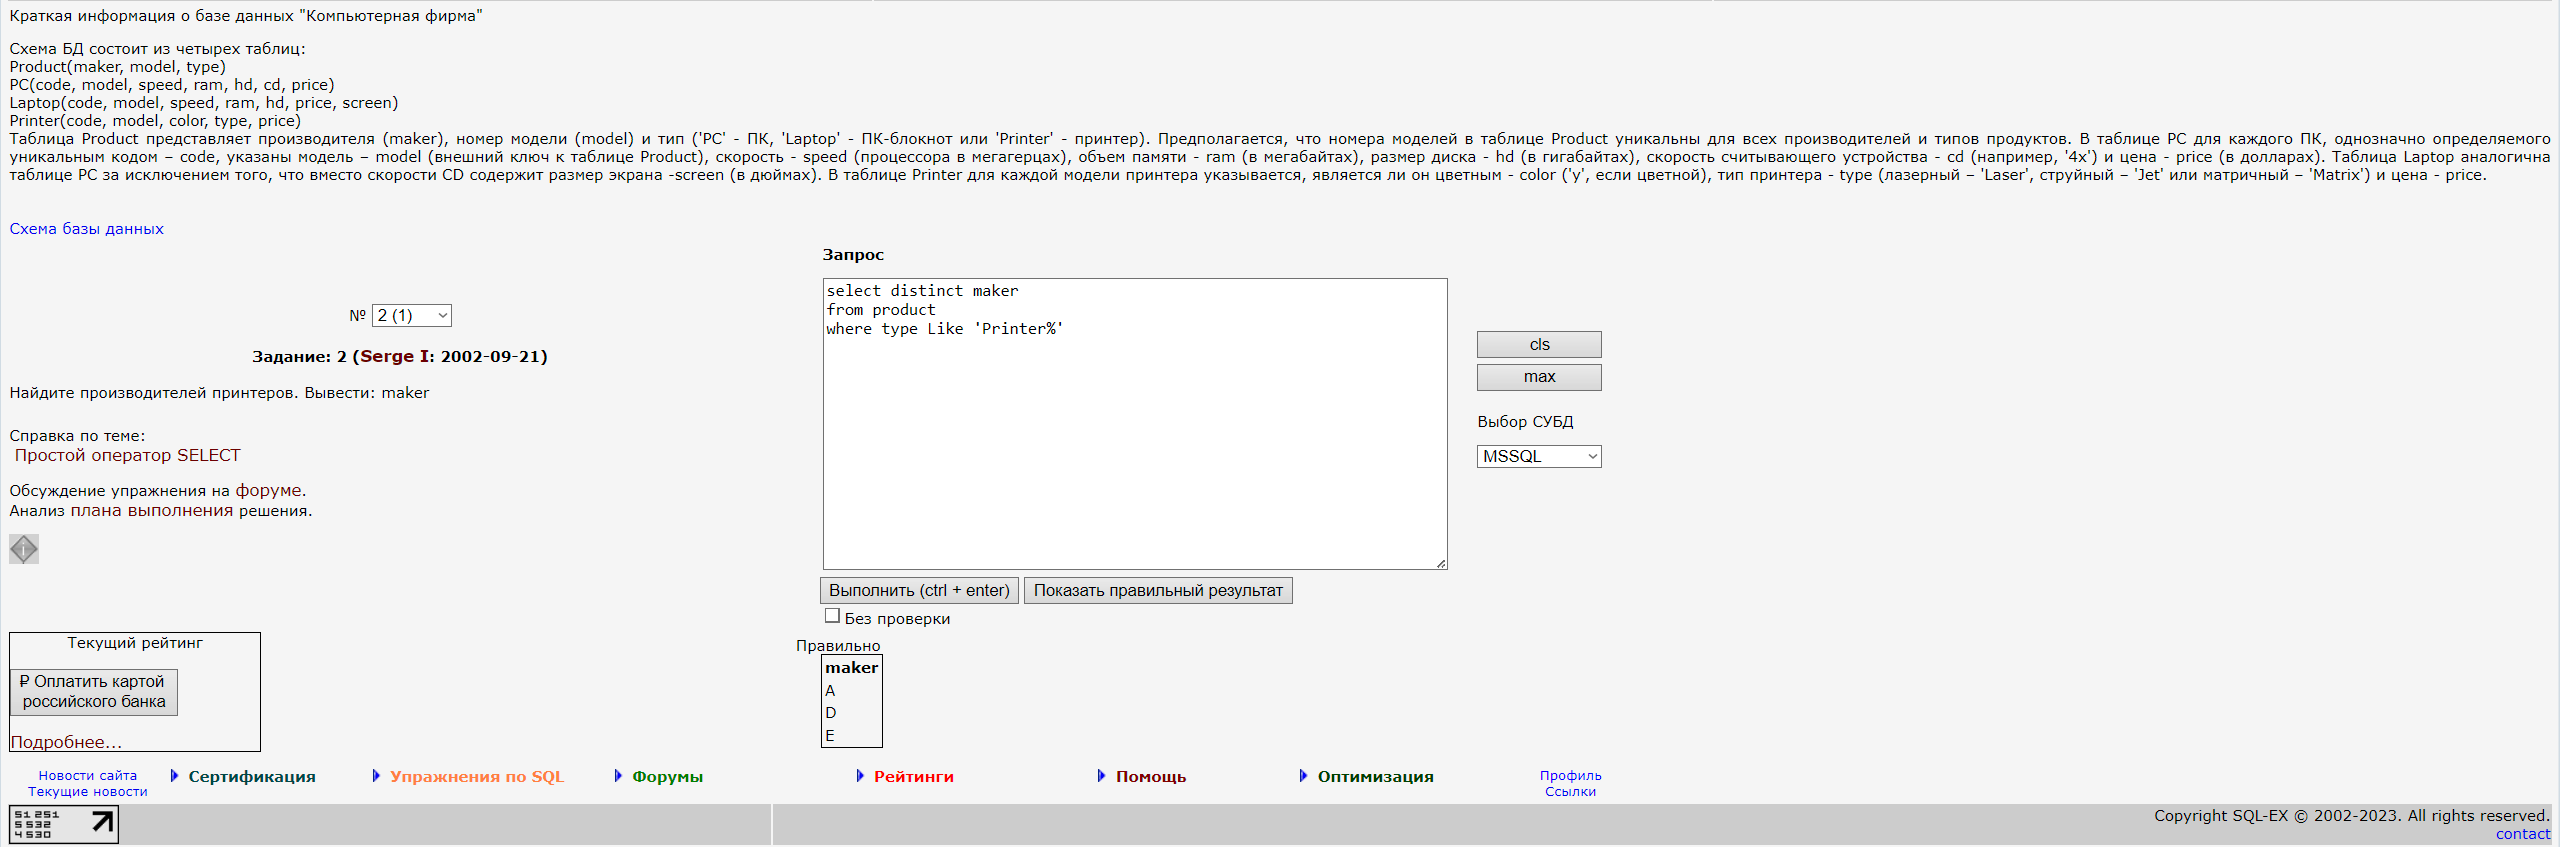 Краткая информация о базе данных "Компьютерная фирма"
Схема БД состоит из четырех таблиц:
Product(maker, model, type)
PC(code, model, speed, ram, hd, cd, price)
Laptop(code, model, speed, ram, hd, price, screen)
Printer(code, model, color, type, price)
Таблица Product представляет производителя (maker), номер модели (model) и тип ('PC' - ПК, 'Laptop' - ПК-блокнот или 'Printer' - принтер). Предполагается, что номера моделей в таблице Product уникальны для всех производителей и типов продуктов. В таблице PC для каждого ПК, однозначно определяемого
уникальным кодом – code, указаны модель – model (внешний ключ к таблице Product), скорость - speed (процессора в мегагерцах), объем памяти - ram (в мегабайтах), размер диска - hd (в гигабайтах), скорость считывающего устройства - cd (например, '4x') и цена - price (в долларах). Таблица Laptop аналогична
таблице РС за исключением того, что вместо скорости CD содержит размер экрана -screen (в дюймах). В таблице Printer для каждой модели принтера указывается, является ли он цветным - color ('y', если цветной), тип принтера - type (лазерный – 'Laser', струйный – 'Jet' или матричный – 'Matrix') и цена - price.
Схема базы данных
№ 2 (1)
Задание: 2 (Serge I: 2002-09-21)
Найдите производителей принтеров. Вывести: maker
Справка по теме:
Простой оператор SELECT
Обсуждение упражнения на форуме.
Анализ плана выполнения решения.
Запрос
select distinct maker
from product
where type Like 'Printer%'
cls
max
Выбор СУБД
MSSQL
Выполнить (ctrl + enter) Показать правильный результат
Без проверки
Текущий рейтинг
₽ Оплатить картой
российского банка
Подробнее...
Правильно
maker
A
D
E
Новости сайта
Текущие новости
Сертификация
Упражнения по SQL
Форумы
Рейтинги
Помощь
Оптимизация
Профиль
Ссылки
51 251
5 532
4 530
Copyright SQL-EX © 2002-2023. All rights reserved.
contact